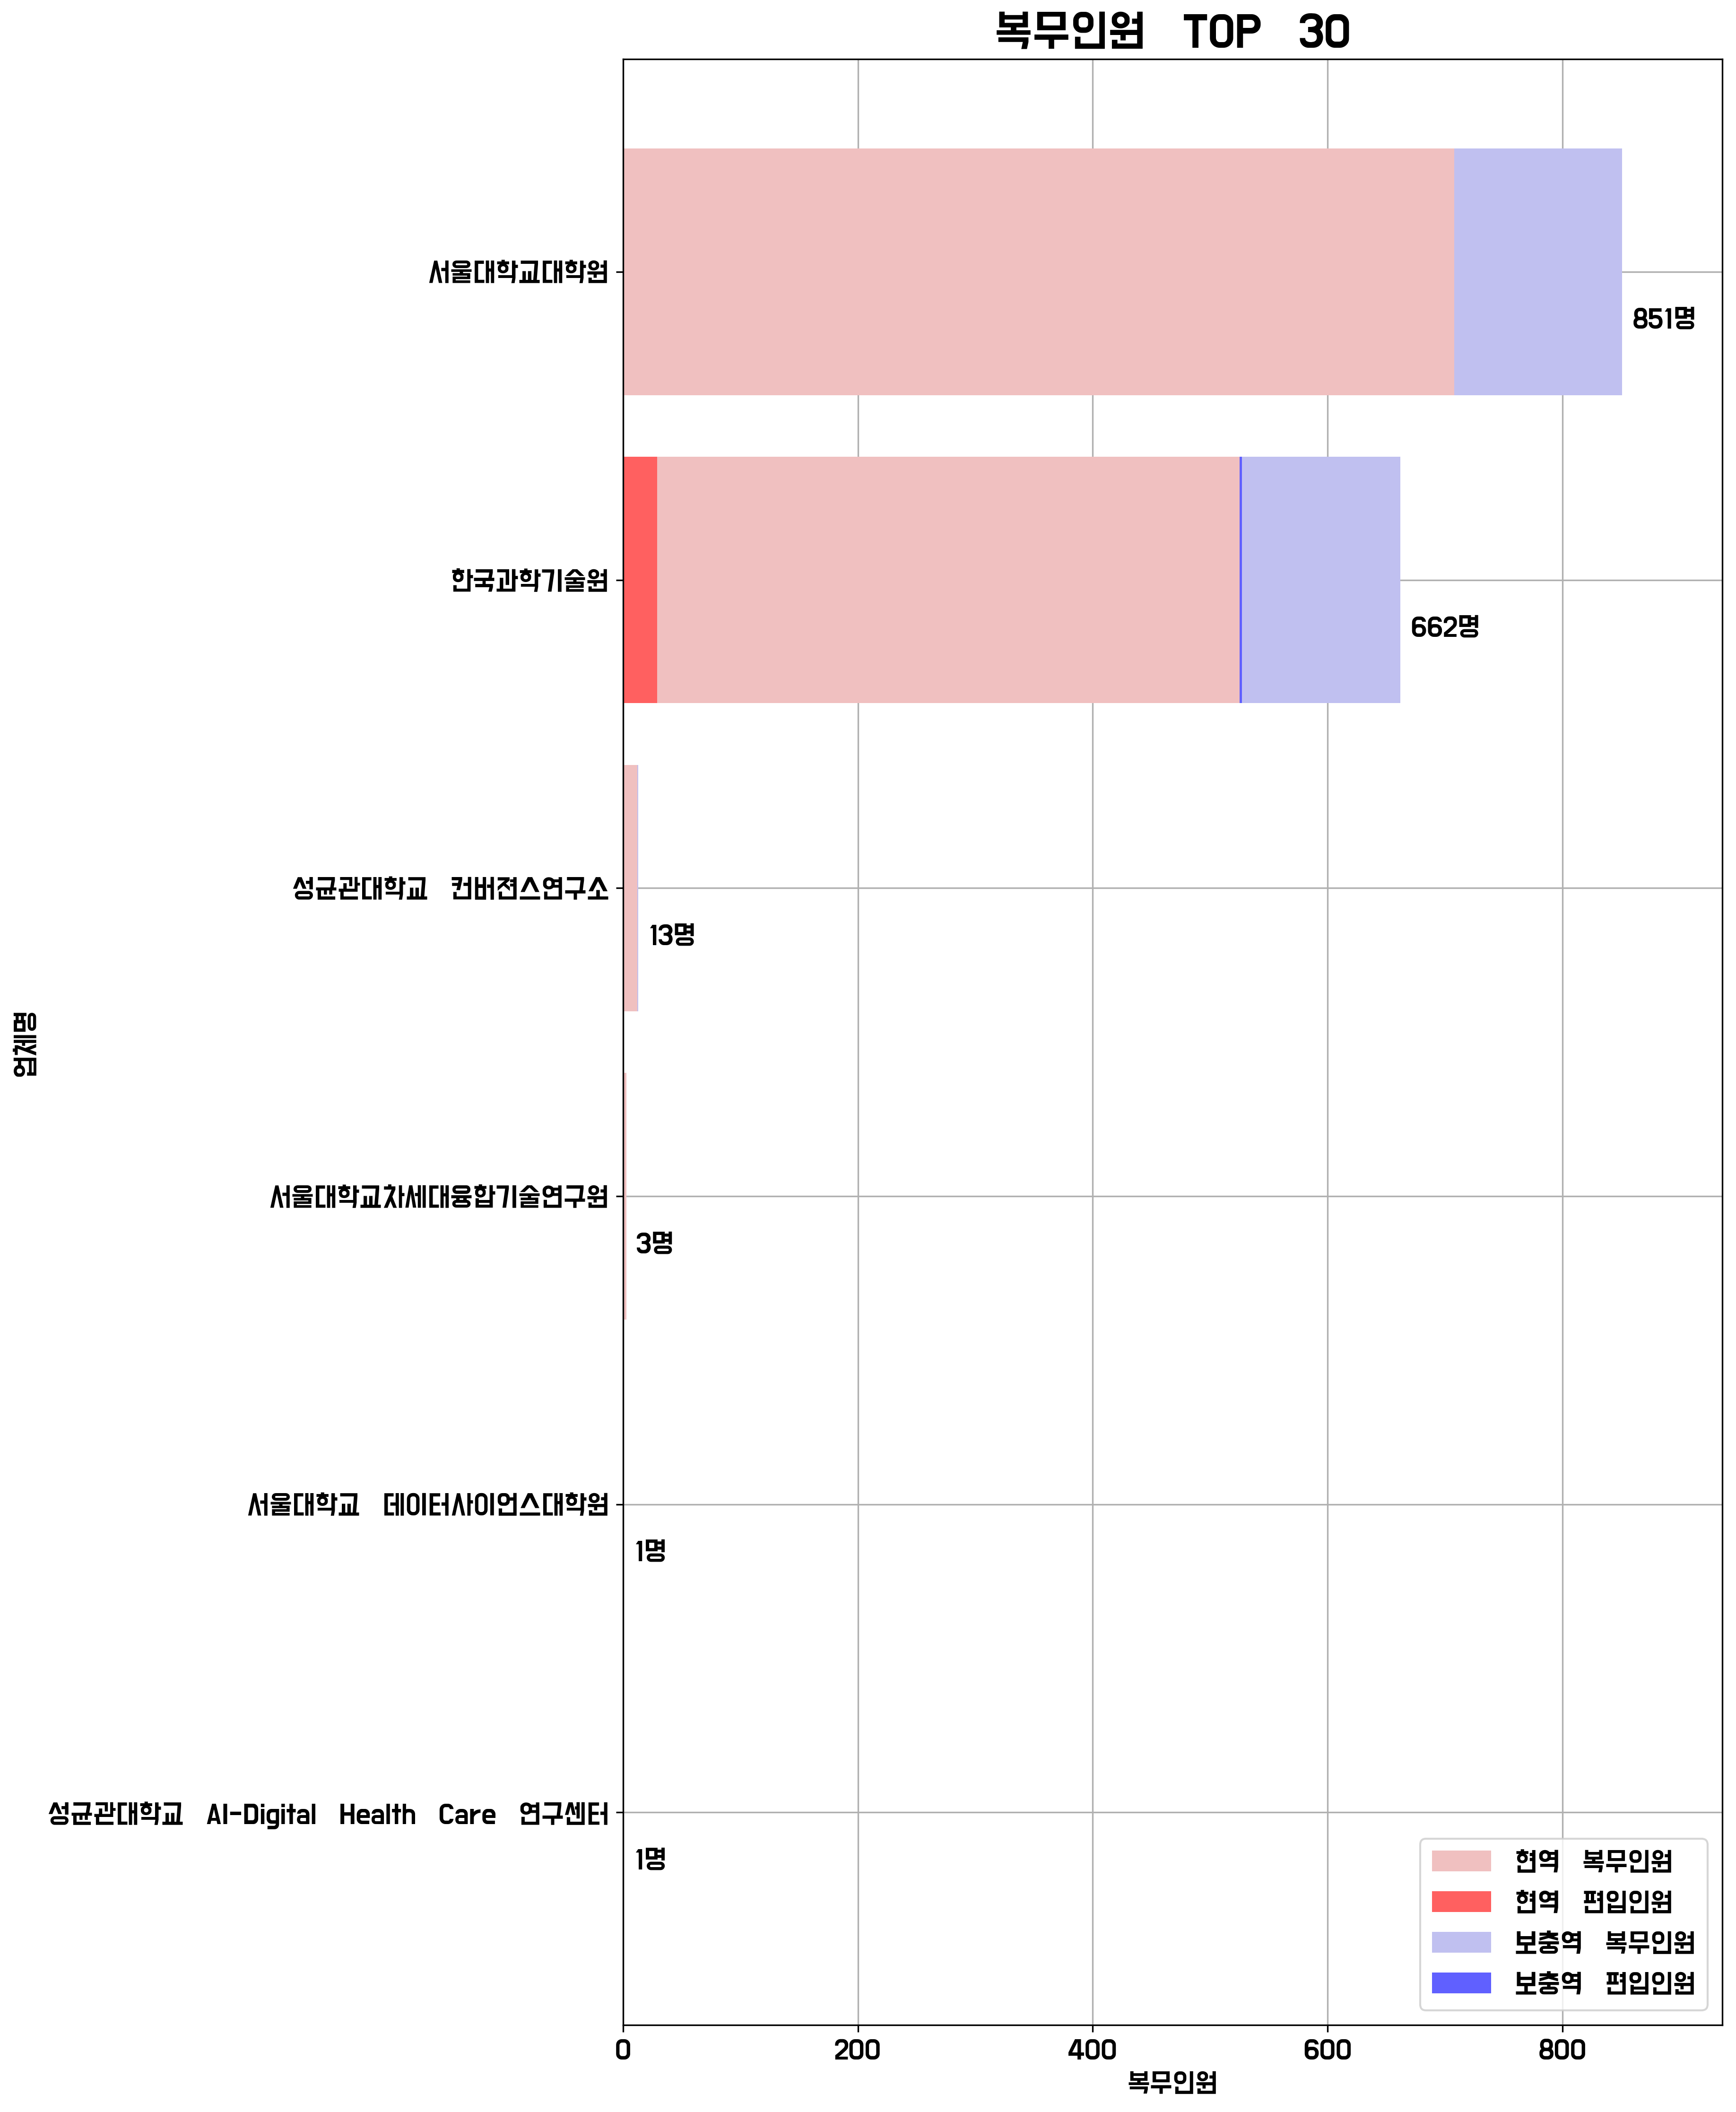 복무인원 TOP 30
서울대학교대학원
851명
한국과학기술원
662명
성균관대학교 컨버젼스연구소
13명
업체명
서울대학교차세대융합기술연구원
3명
서울대학교 데이터사이언스대학원
1명
성균관대학교 AI-Digital Health Care 연구센터
1명
현역 복무인원
현역 편입인원
보충역 복무인원
보충역 편입인원
0 200 400 600 800
복무인원